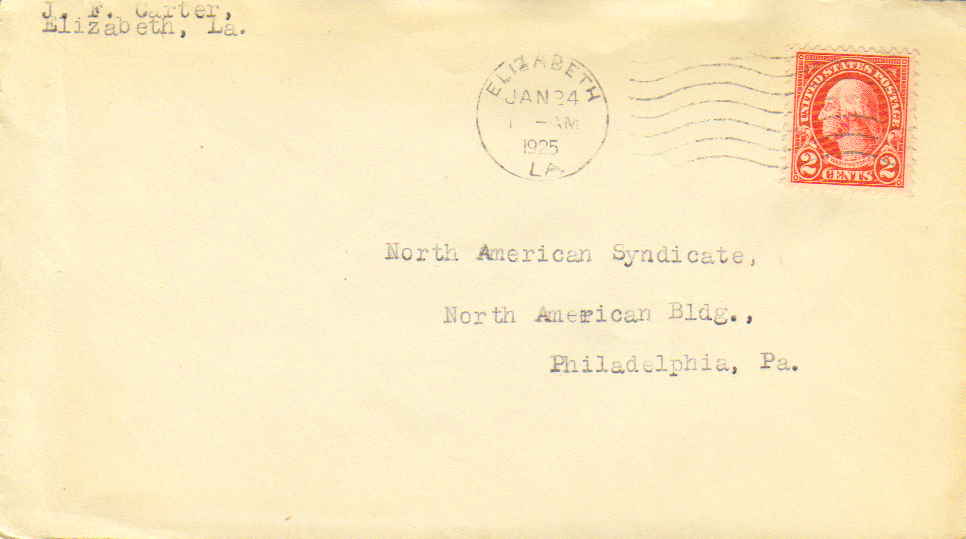 J. F. Carter,
Elizabeth, La.
ELIZABETH
JAN 24
-AM
1925
LA.
UNITED STATES POSTAGE
2 CENTS 2
North American Syndicate,
North American Bldg.,
Philadelphia, Pa.